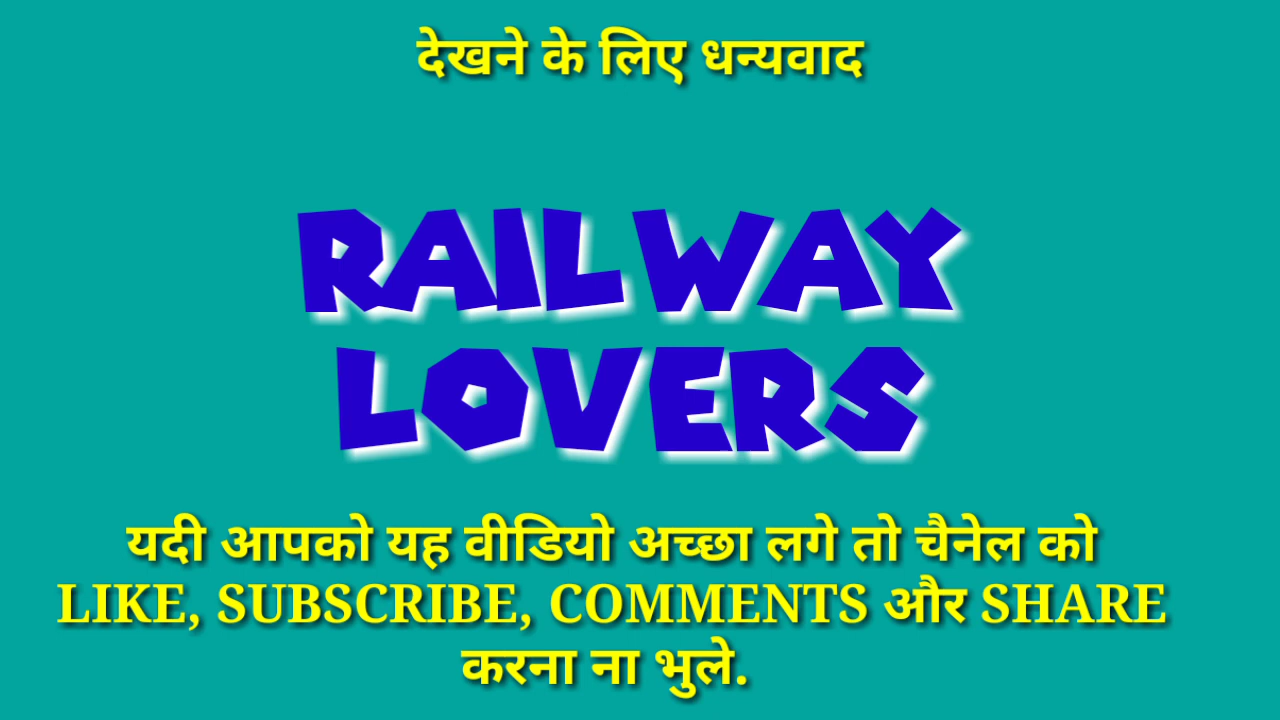 देखने के लिए धन्यवाद
RAILWAY
LOVERS
यदी आपको यह वीडियो अच्छा लगे तो चैनेल को
LIKE, SUBSCRIBE, COMMENTS और SHARE
करना ना भुले.